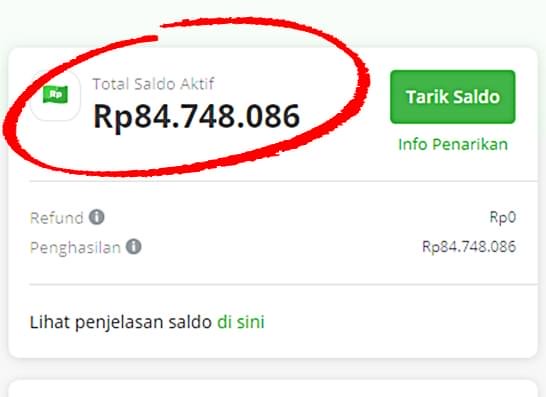 Rp
Total Saldo Aktif
Rp84.748.086
Tarik Saldo
Info Penarikan
Refund Rp0
Penghasilan Rp84.748.086
Lihat penjelasan saldo di sini